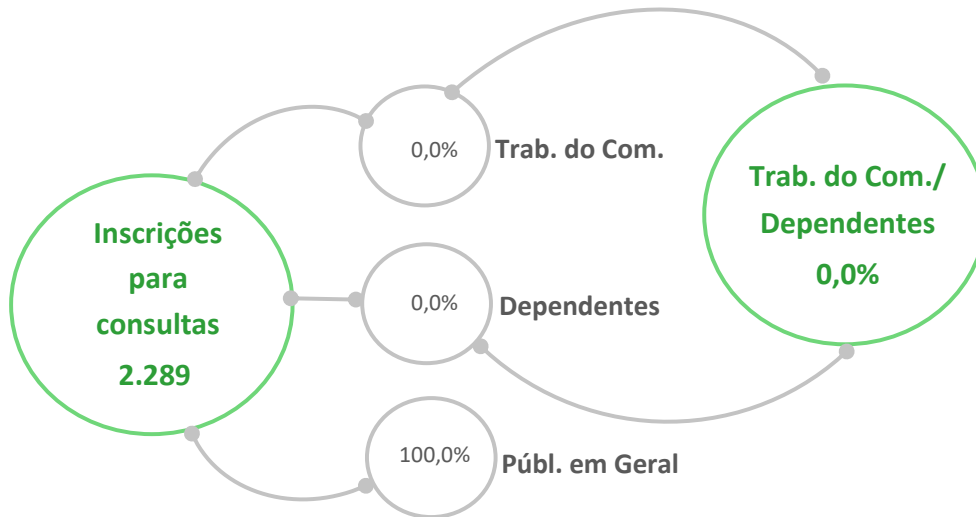 Inscrições
para
consultas
2.289
0,0%
Trab. do Com.
0,0%
Dependentes
100,0%
Públ. em Geral
Trab. do Com./
Dependentes
0,0%